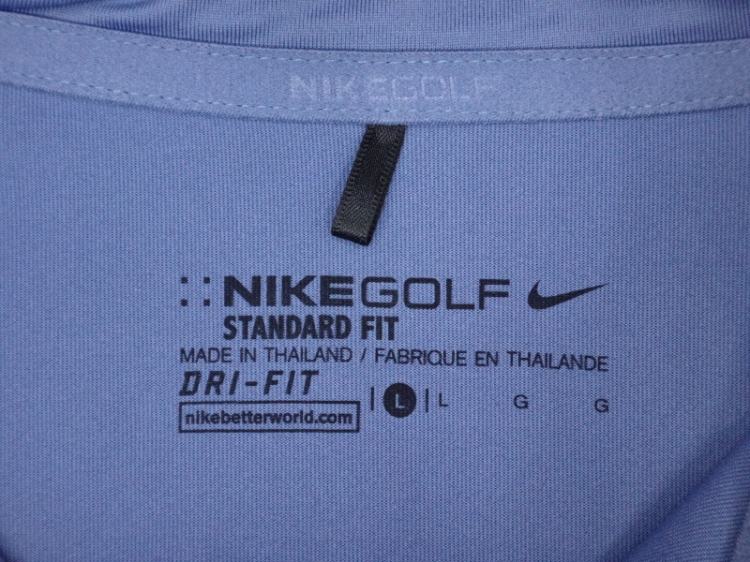 NIKEGOLF
NIKEGOLF
STANDARD FIT
MADE IN THAILAND / FABRIQUE EN THAILANDE
DRI-FIT
nikebetterworld.com
| L | L G G